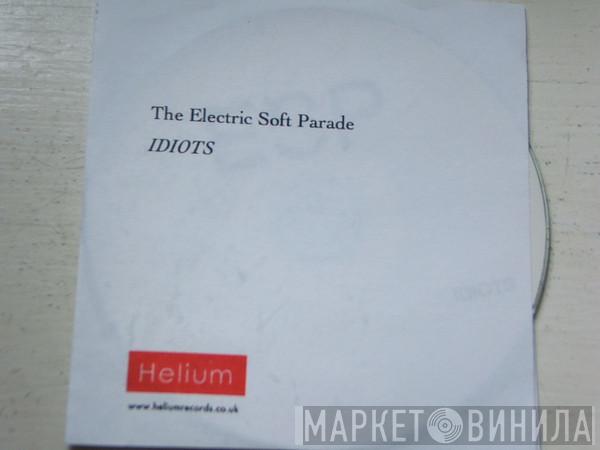 The Electric Soft Parade
IDIOTS
Helium
www.heliumrecords.co.uk
МАРКЕТ ВИНИЛА